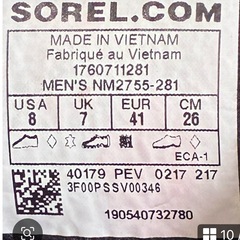 SOREL.COM
MADE IN VIETNAM
Fabriqué au Vietnam
1760711281
MEN'S NM2755-281
USA UK EUR CM
8 7 41 26
ECA-1
40179 PEV 0217 217
3F00PSSV00346
190540732780
10